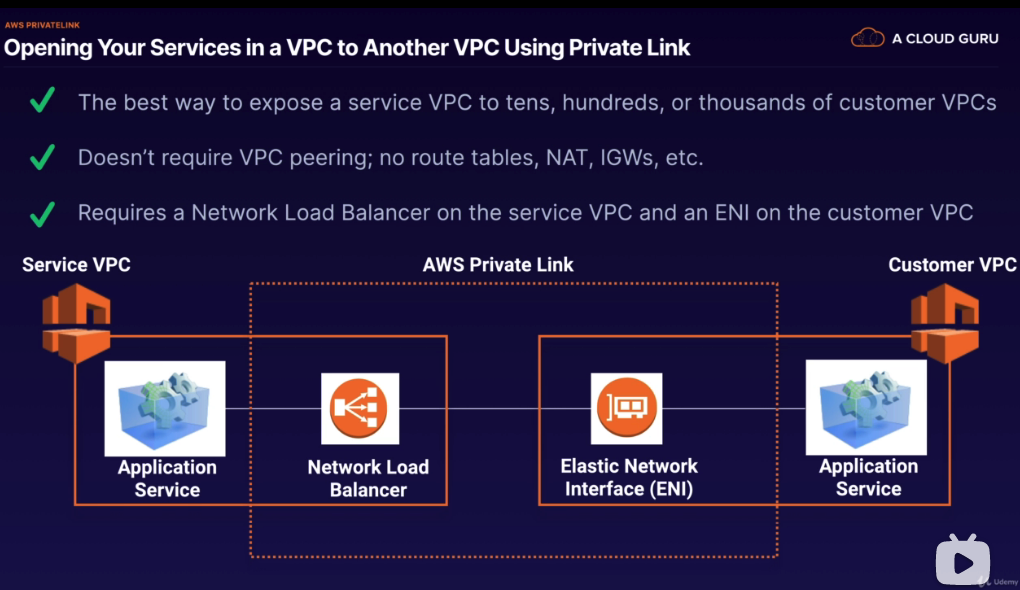 AWS PRIVATELINK
Opening Your Services in a VPC to Another VPC Using Private Link
A CLOUD GURU
The best way to expose a service VPC to tens, hundreds, or thousands of customer VPCs
Doesn't require VPC peering; no route tables, NAT, IGWs, etc.
Requires a Network Load Balancer on the service VPC and an ENI on the customer VPC
Service VPC
AWS Private Link
Customer VPC
Application
Service
Network Load
Balancer
Elastic Network
Interface (ENI)
Application
Service
Udemy